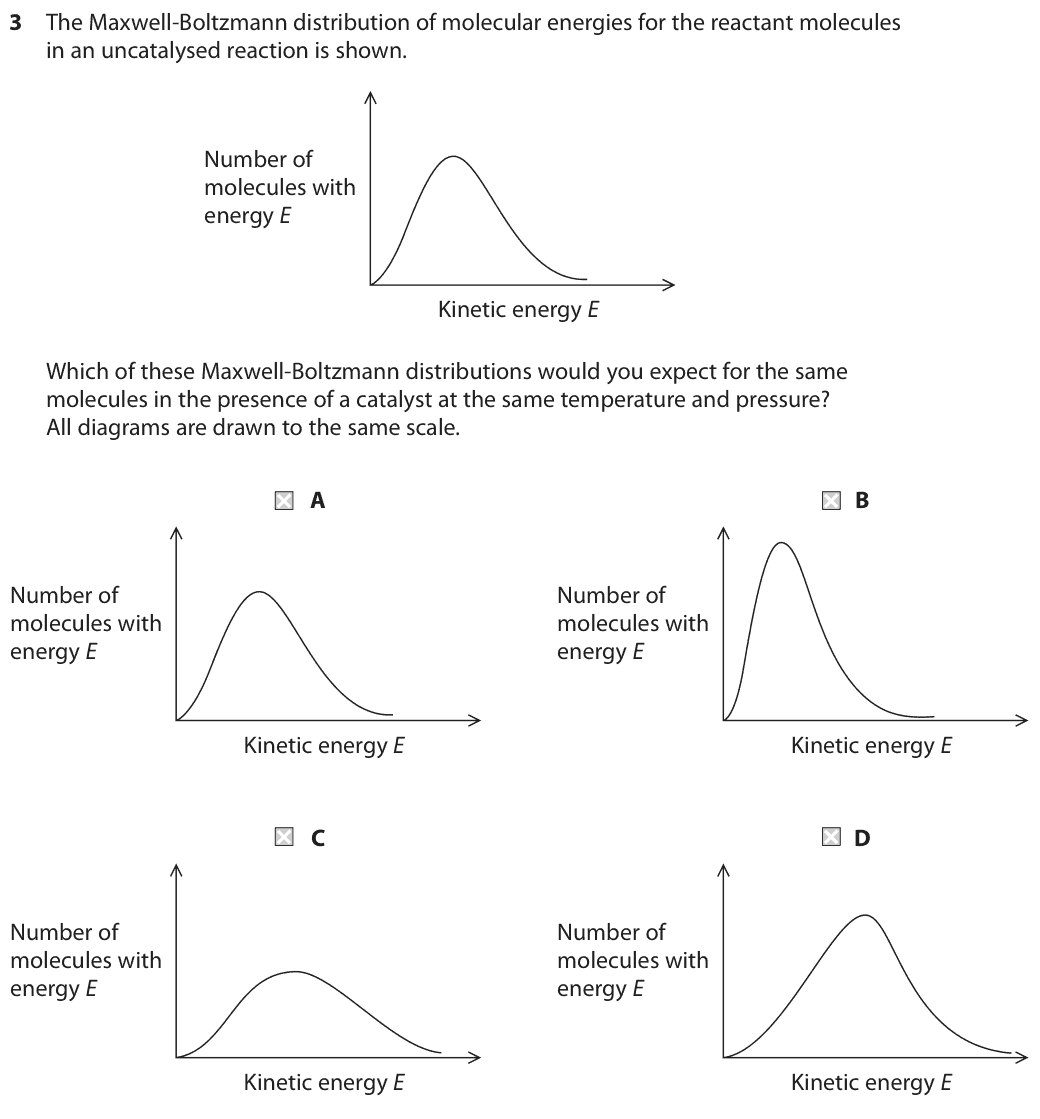 3 The Maxwell-Boltzmann distribution of molecular energies for the reactant molecules
in an uncatalysed reaction is shown.
Number of
molecules with
energy E
Kinetic energy E
Which of these Maxwell-Boltzmann distributions would you expect for the same
molecules in the presence of a catalyst at the same temperature and pressure?
All diagrams are drawn to the same scale.
A
Number of
molecules with
energy E
Kinetic energy E
B
Number of
molecules with
energy E
Kinetic energy E
C
Number of
molecules with
energy E
Kinetic energy E
D
Number of
molecules with
energy E
Kinetic energy E